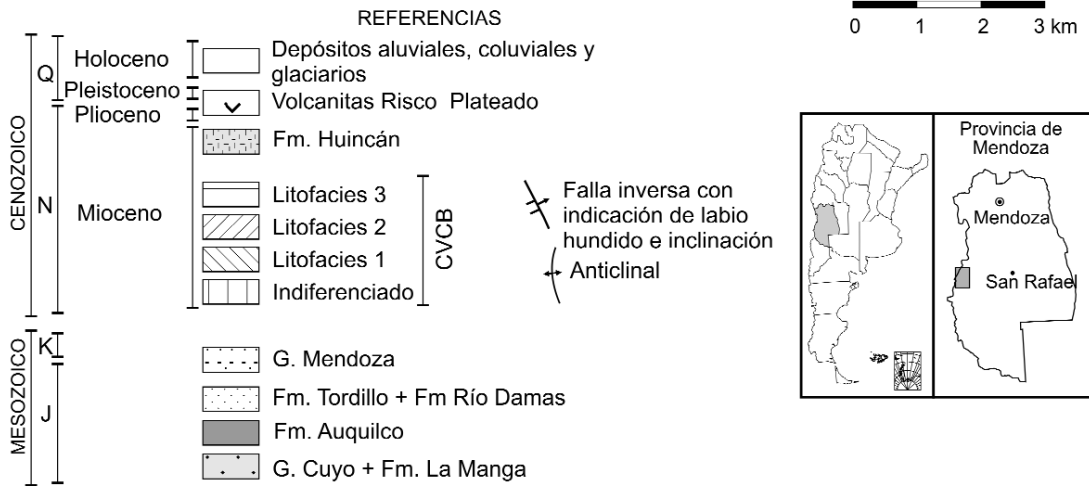 REFERENCIAS
CENOZOICO
Q
Holoceno
Depósitos aluviales, coluviales y
glaciarios
Pleistoceno
Plioceno
Volcanitas Risco Plateado
N
Mioceno
Fm. Huincán
Litofacies 3
Litofacies 2
Litofacies 1
Indiferenciado
CVCB
Falla inversa con
indicación de labio
hundido e inclinación
Anticlinal
MESOZOICO
K
J
G. Mendoza
Fm. Tordillo + Fm Río Damas
Fm. Auquilco
G. Cuyo + Fm. La Manga
0 1 2 3 km
Provincia de
Mendoza
Mendoza
San Rafael